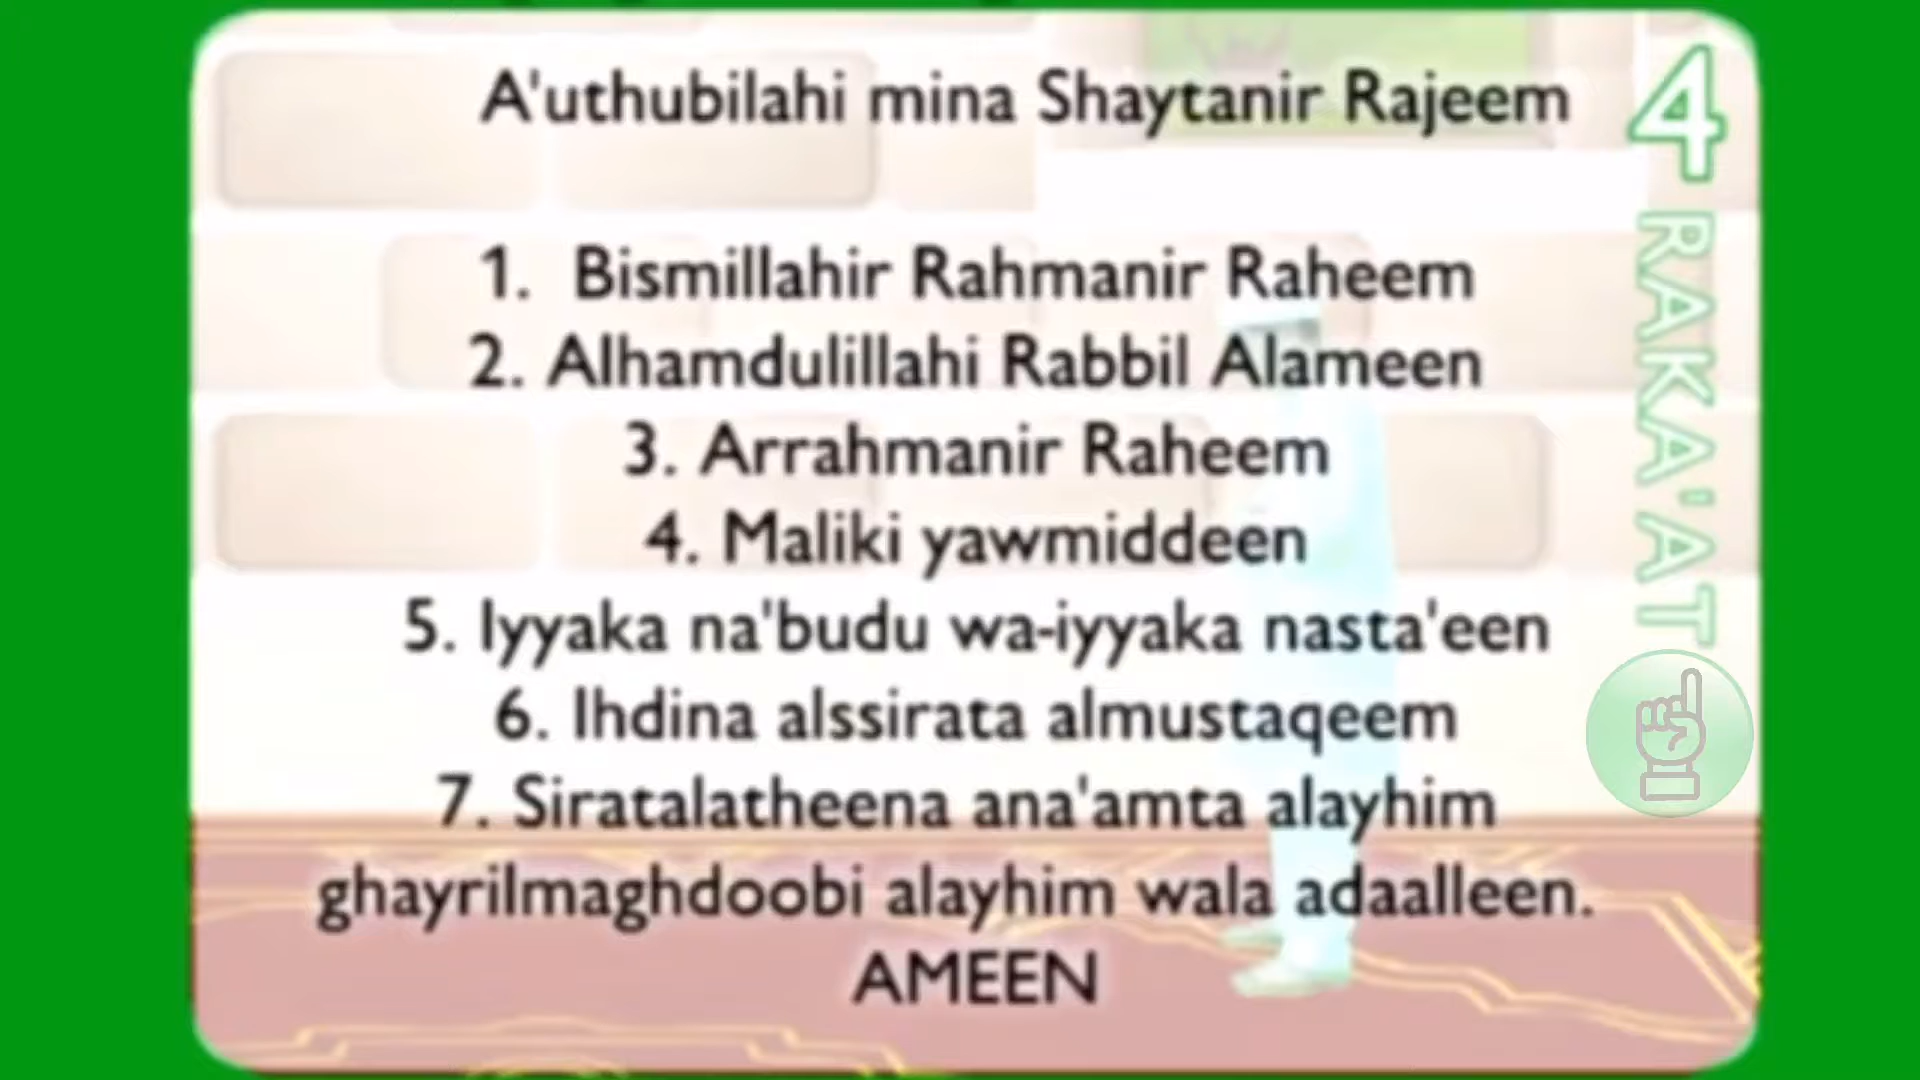 A'uthubilahi mina Shaytanir Rajeem
1. Bismillahir Rahmanir Raheem
2. Alhamdulillahi Rabbil Alameen
3. Arrahmanir Raheem
4. Maliki yawmiddeen
5. Iyyaka na'budu wa-iyyaka nasta'een
6. Ihdina alssirata almustaqeem
7. Siratalatheena ana'amta alayhim
ghayrilmaghdoobi alayhim wala adaalleen.
AMEEN
4 RAKA'AT